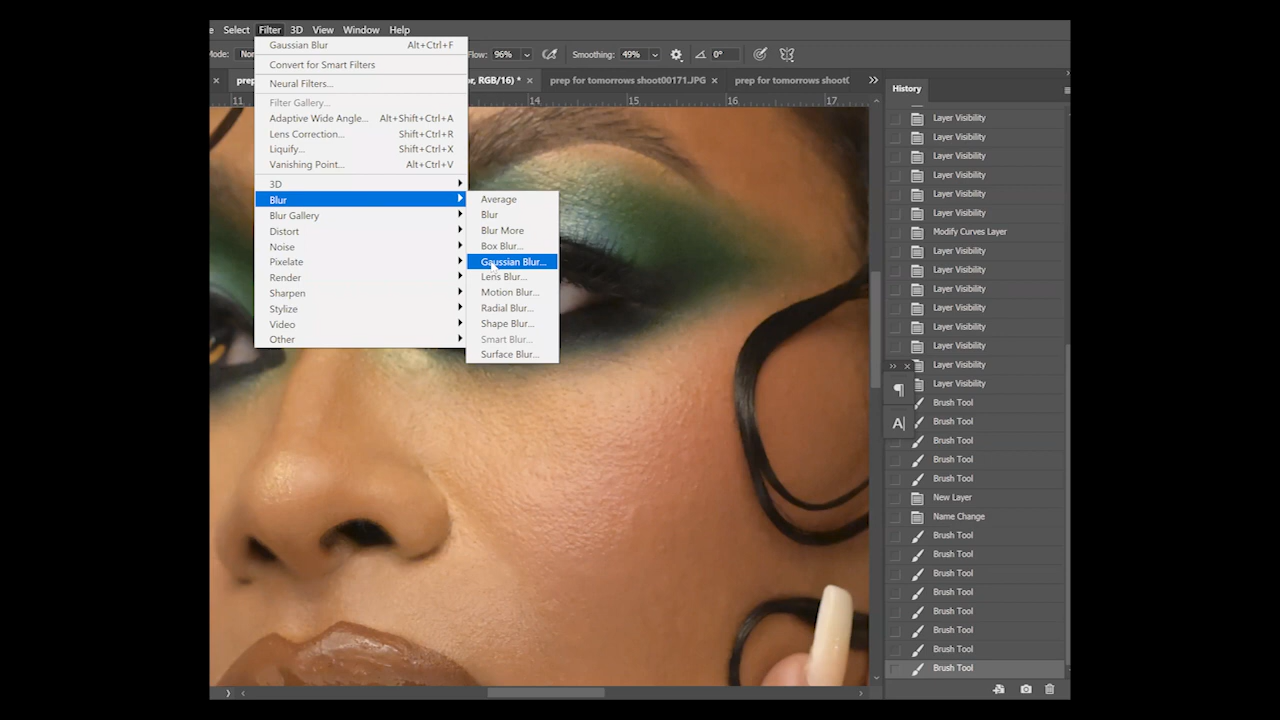 e Select Filter 3D View Window Help
Mode: Flow: 96% Smoothing: 49% 0°
Gaussian Blur Alt+Ctrl+F
Convert for Smart Filters
Neural Filters...
Filter Gallery...
Adaptive Wide Angle... Alt+Shift+Ctrl+A
Lens Correction... Shift+Ctrl+R
Liquify... Shift+Ctrl+X
Vanishing Point... Alt+Ctrl+V
3D
Blur
Blur Gallery
Distort
Noise
Pixelate
Render
Sharpen
Stylize
Video
Other
Average
Blur
Blur More
Box Blur...
Gaussian Blur...
Lens Blur...
Motion Blur...
Radial Blur...
Shape Blur...
Smart Blur...
Surface Blur...
RGB/16) * prep for tomorrows shoot00171.JPG prep for tomorrows shoot
11 14 15 16 17
History
Layer Visibility
Layer Visibility
Layer Visibility
Layer Visibility
Layer Visibility
Layer Visibility
Modify Curves Layer
Layer Visibility
Layer Visibility
Layer Visibility
Layer Visibility
Layer Visibility
Layer Visibility
Layer Visibility
Layer Visibility
Brush Tool
Brush Tool
Brush Tool
Brush Tool
Brush Tool
New Layer
Name Change
Brush Tool
Brush Tool
Brush Tool
Brush Tool
Brush Tool
Brush Tool
Brush Tool
Brush Tool